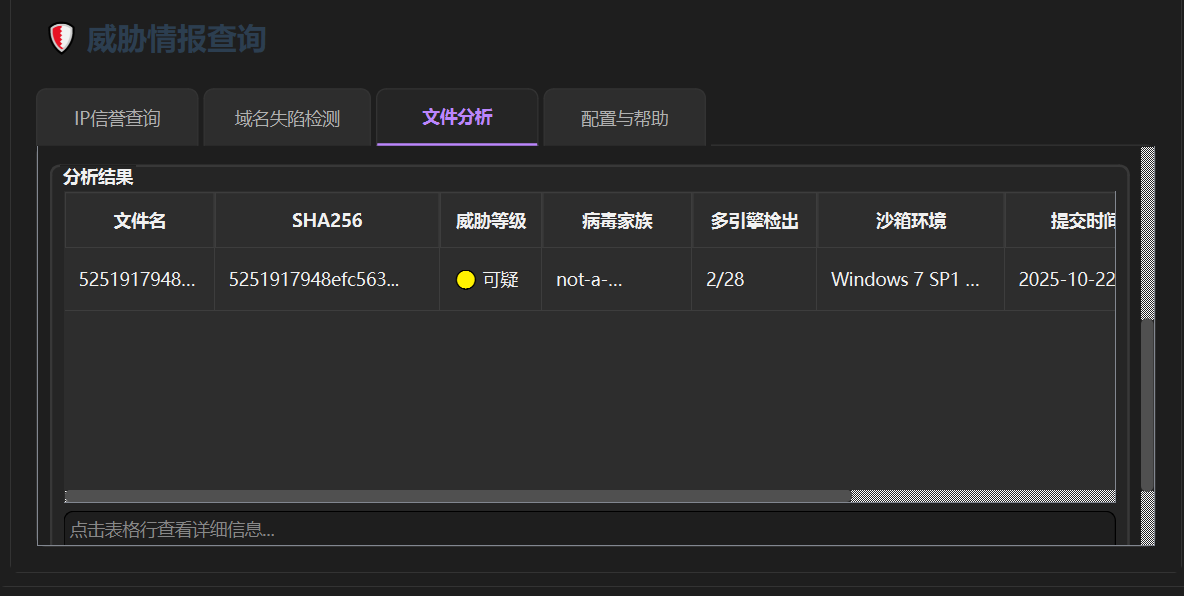 威胁情报查询
IP信誉查询 域名失陷检测 文件分析 配置与帮助
分析结果
文件名 SHA256 威胁等级 病毒家族 多引擎检出 沙箱环境 提交时间
5251917948... 5251917948efc563... 可疑 not-a-... 2/28 Windows 7 SP1 ... 2025-10-22
点击表格行查看详细信息...